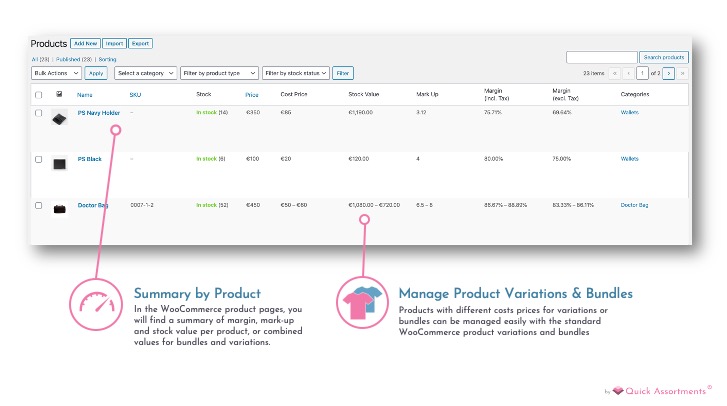 Products Add New Import Export
All (23) | Published (23) | Sorting
Search products
Bulk Actions Apply Select a category Filter by product type Filter by stock status Filter 23 items « ‹ 1 of 2 › »
Name SKU Stock Price Cost Price Stock Value Mark Up Margin (incl. Tax) Margin (excl. Tax) Categories
PS Navy Holder – In stock (14) €350 €85 €1,190.00 3.12 75.71% 69.64% Wallets
PS Black – In stock (6) €100 €20 €120.00 4 80.00% 75.00% Wallets
Doctor Bag 0007-1-2 In stock (52) €450 €50 – €60 €1,080.00 – €720.00 6.5 – 8 86.67% – 88.89% 83.33% – 86.11% Doctor Bag
Summary by Product
In the WooCommerce product pages, you
will find a summary of margin, mark-up
and stock value per product, or combined
values for bundles and variations.
Manage Product Variations & Bundles
Products with different costs prices for variations or
bundles can be managed easily with the standard
WooCommerce product variations and bundles
by Quick Assortments